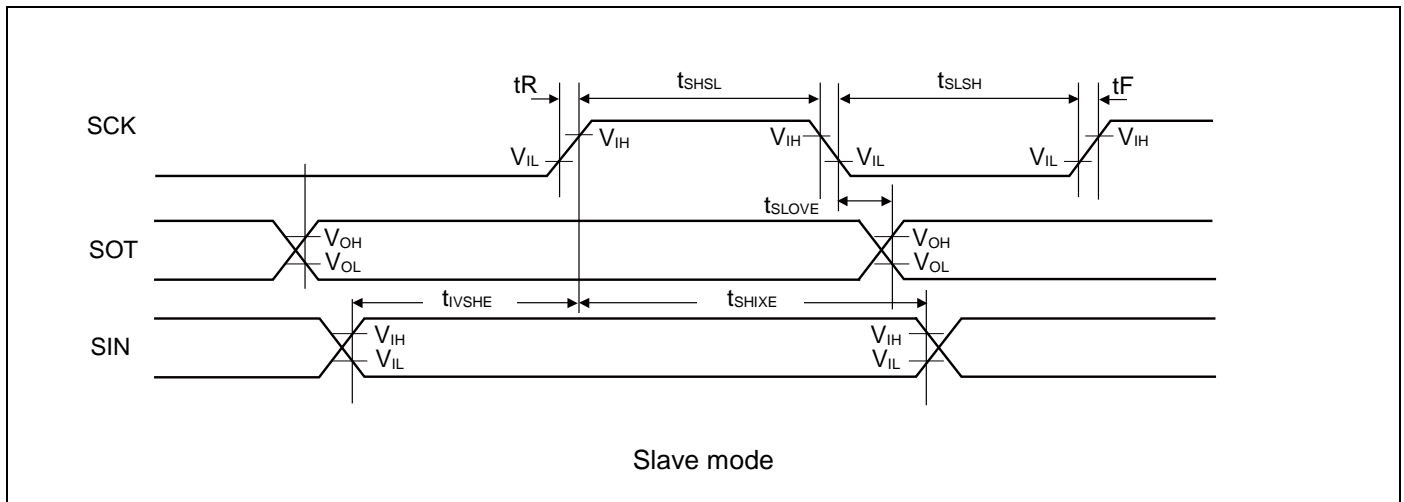 tR tSHSL tSLSH tF
SCK
VIH VIH VIH
VIL VIL VIL
tSLOVE
SOT
VOH VOH
VOL VOL
tIVSHE tSHIXE
SIN
VIH VIH
VIL VIL
Slave mode